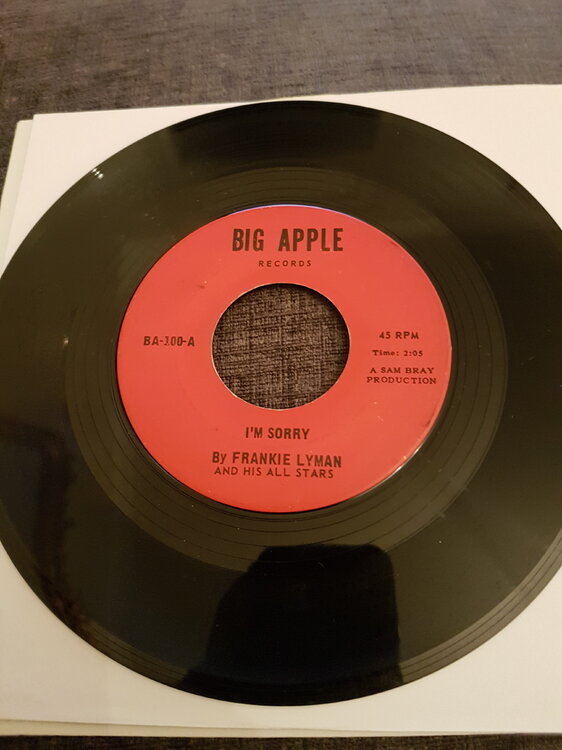 BIG APPLE
RECORDS
BA-100-A
45 RPM
Time: 2:05
A SAM BRAY
PRODUCTION
I'M SORRY
By FRANKIE LYMAN
AND HIS ALL STARS